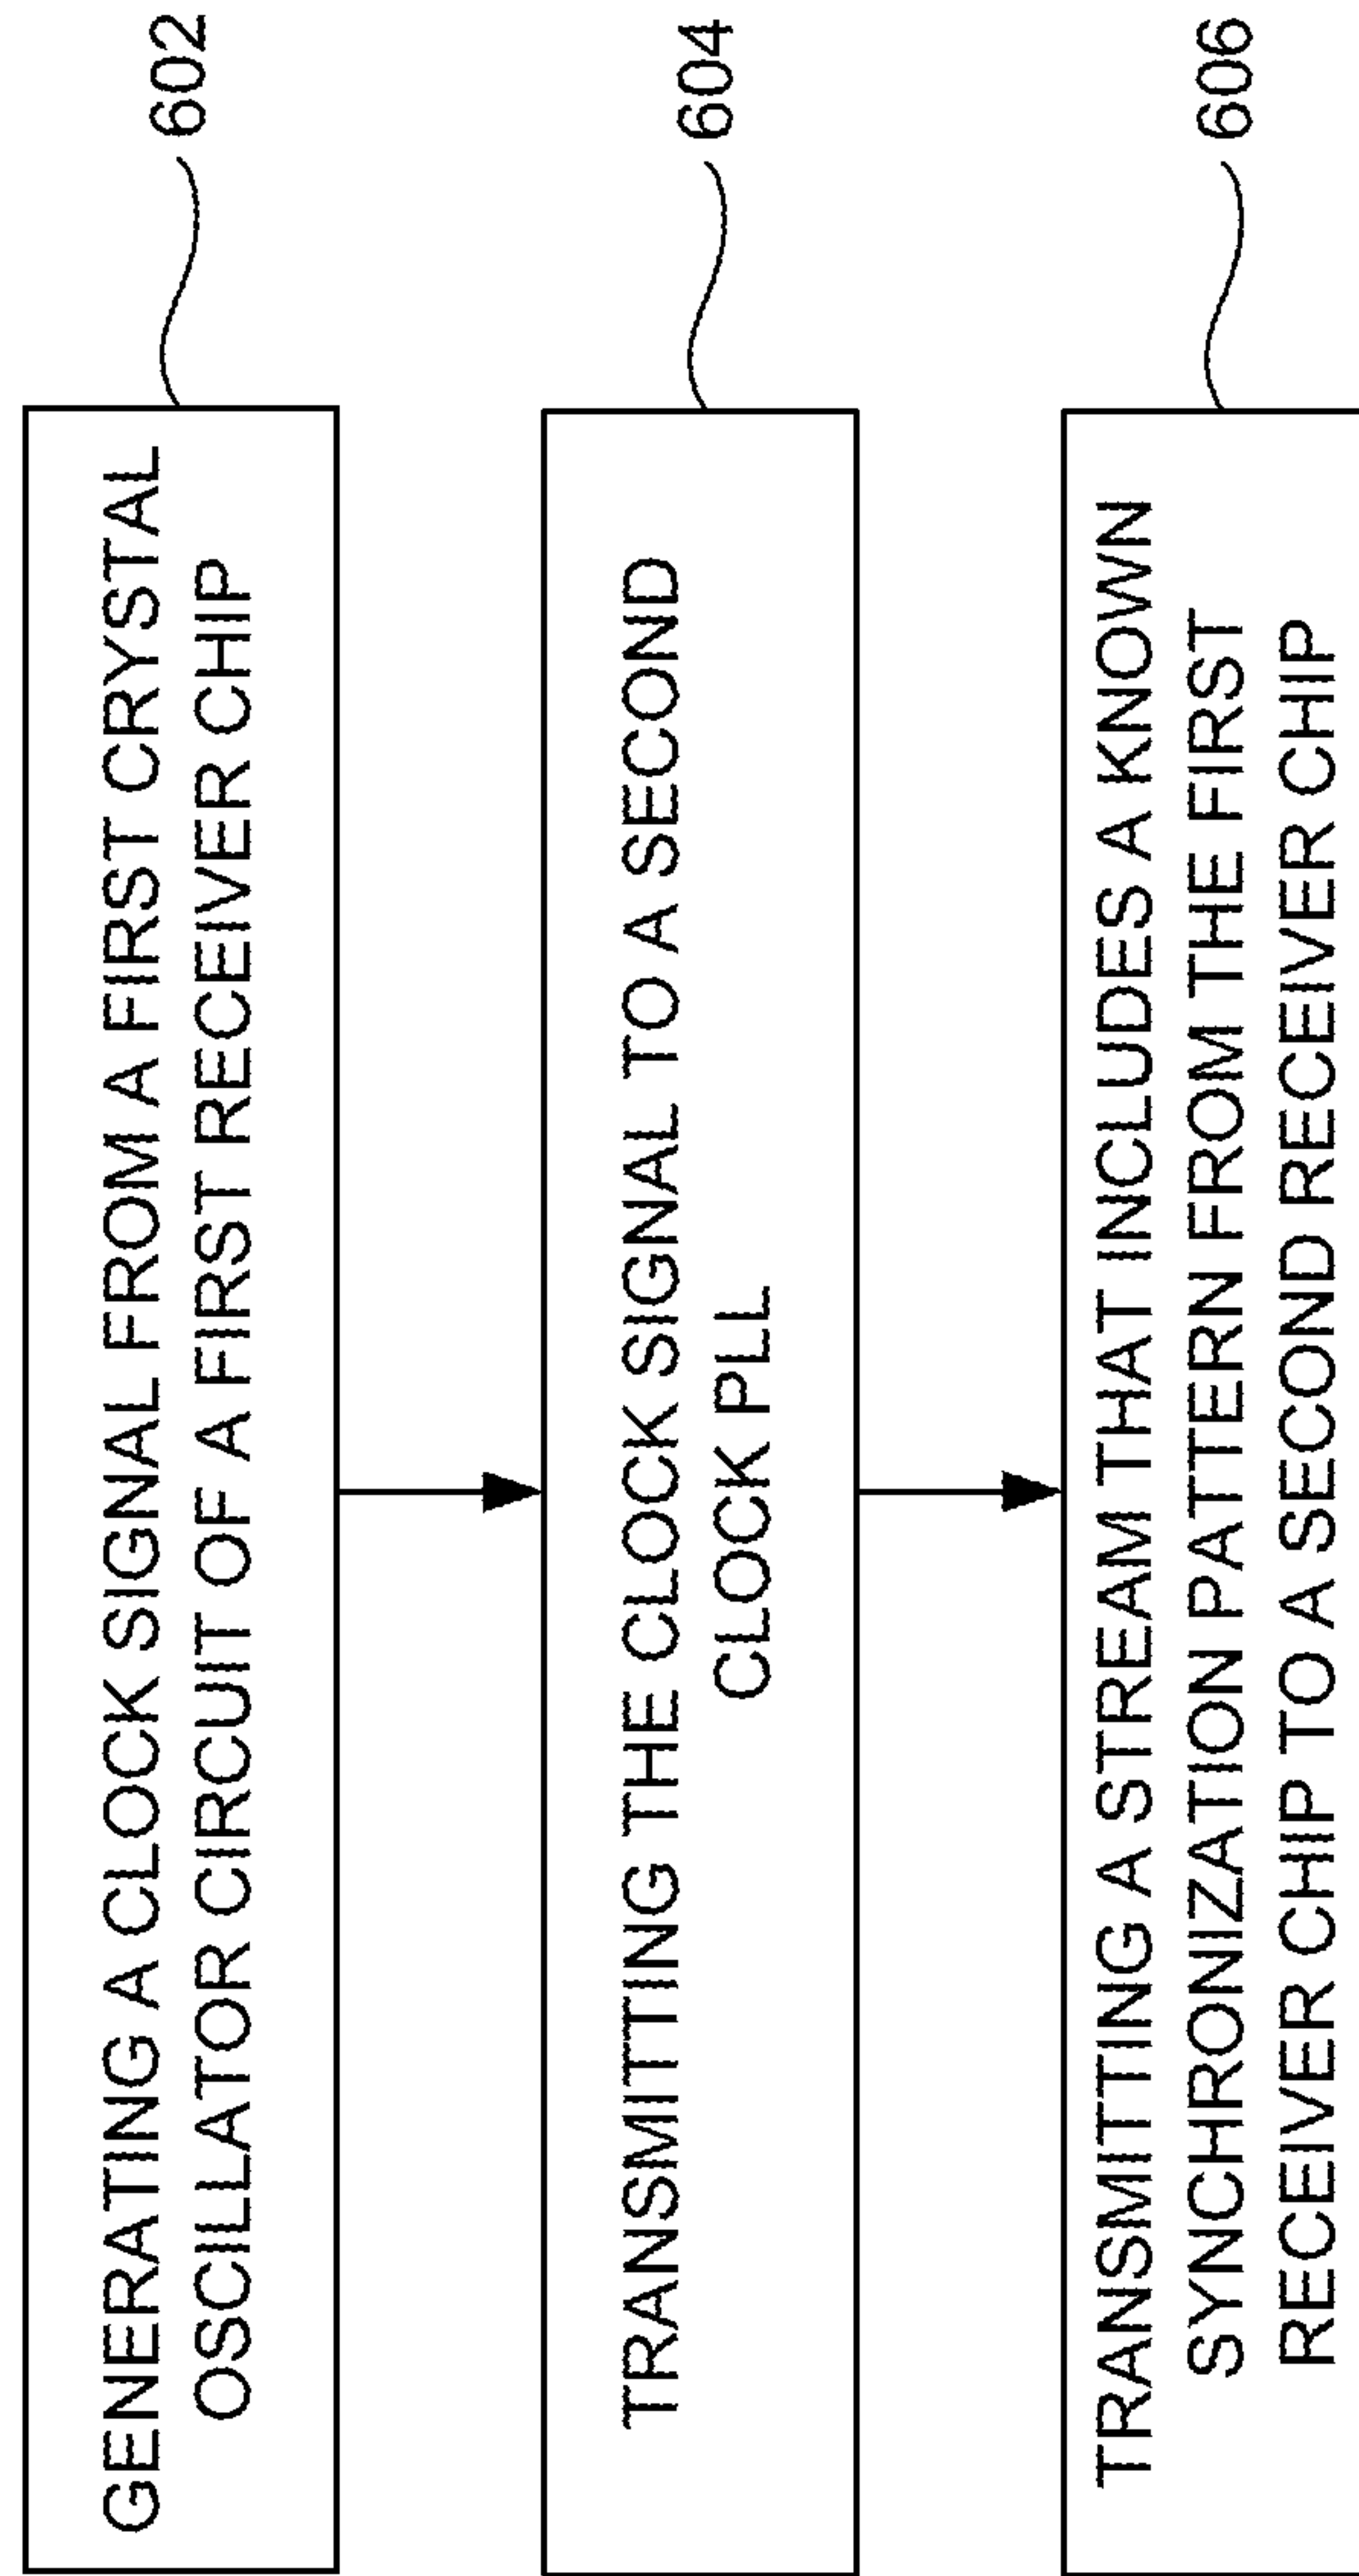 GENERATING A CLOCK SIGNAL FROM A FIRST CRYSTAL
OSCILLATOR CIRCUIT OF A FIRST RECEIVER CHIP
602
TRANSMITTING THE CLOCK SIGNAL TO A SECOND
CLOCK PLL
604
TRANSMITTING A STREAM THAT INCLUDES A KNOWN
SYNCHRONIZATION PATTERN FROM THE FIRST
RECEIVER CHIP TO A SECOND RECEIVER CHIP
606